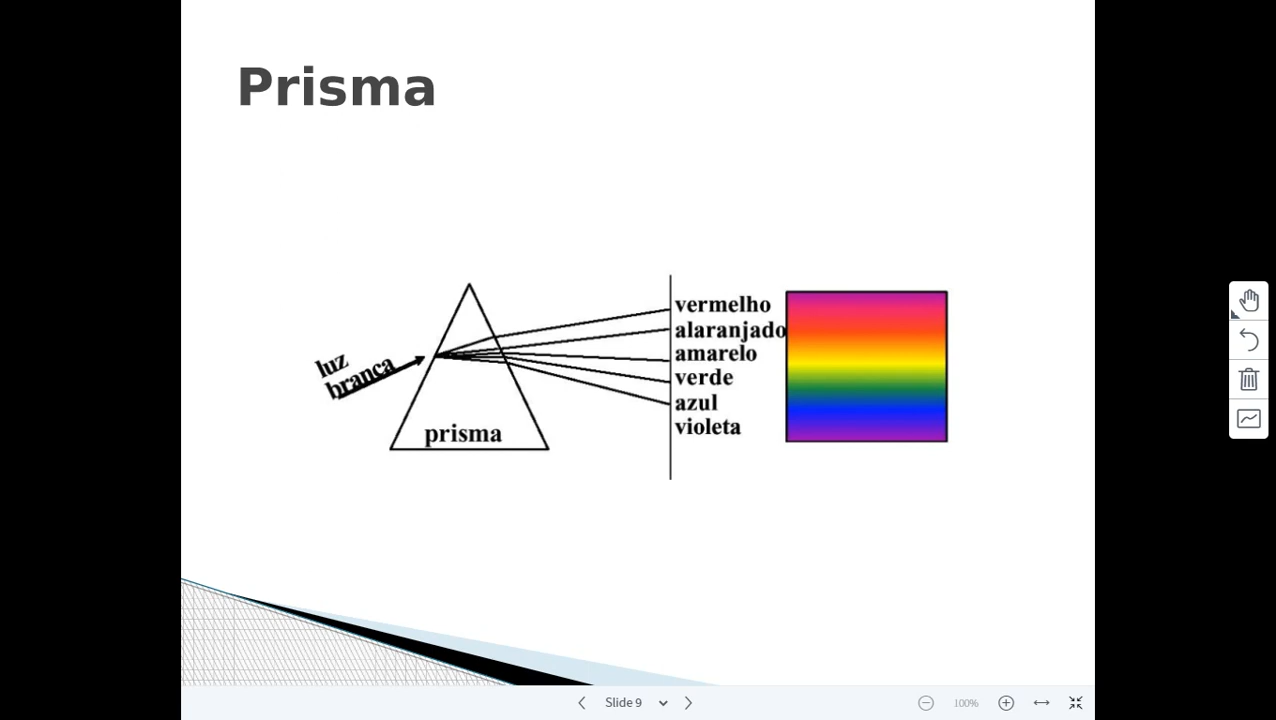 Prisma
luz
branca
prisma
vermelho
alaranjado
amarelo
verde
azul
violeta
Slide 9
100%